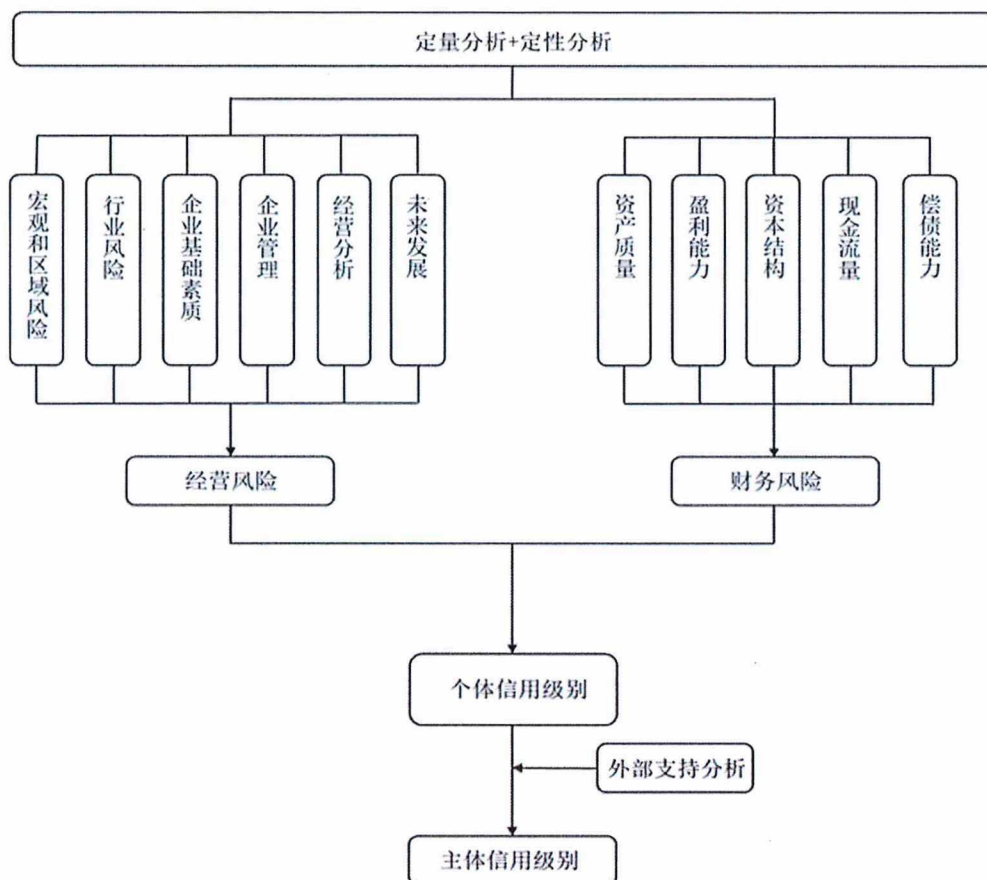 定量分析+定性分析
宏观和区域风险
行业风险
企业基础素质
企业管理
经营分析
未来发展
资产质量
盈利能力
资本结构
现金流量
偿债能力
经营风险
财务风险
个体信用级别
外部支持分析
主体信用级别